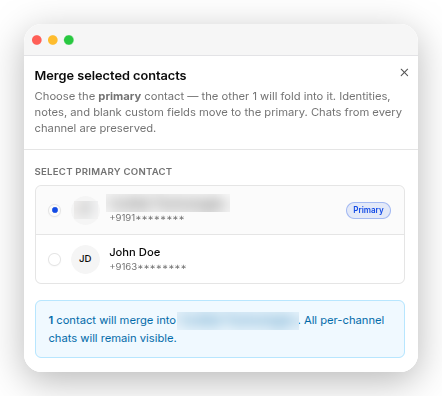 Merge selected contacts
Choose the primary contact — the other 1 will fold into it. Identities,
notes, and blank custom fields move to the primary. Chats from every
channel are preserved.
SELECT PRIMARY CONTACT
+9191********
Primary
JD
John Doe
+9163********
1 contact will merge into . All per-channel
chats will remain visible.